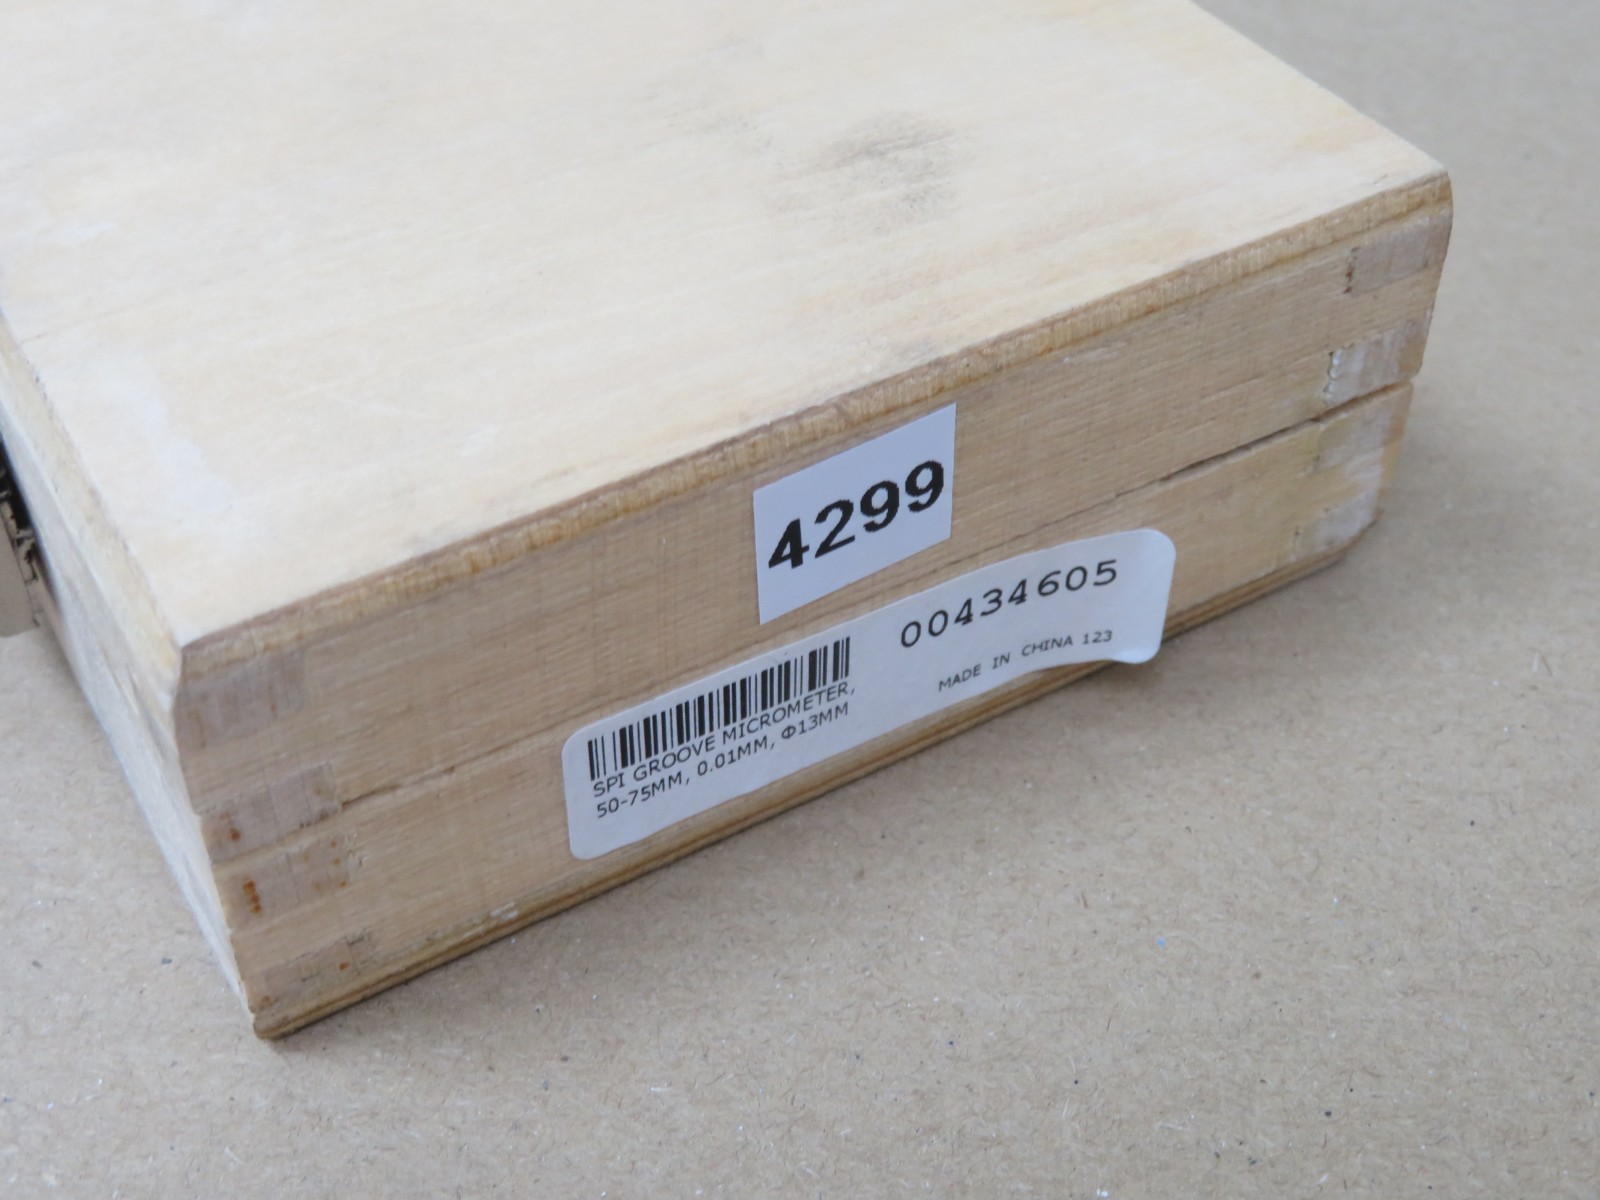 4299
00434605
MADE IN CHINA 123
SPI GROOVE MICROMETER,
50-75MM, 0.01MM, Φ13MM